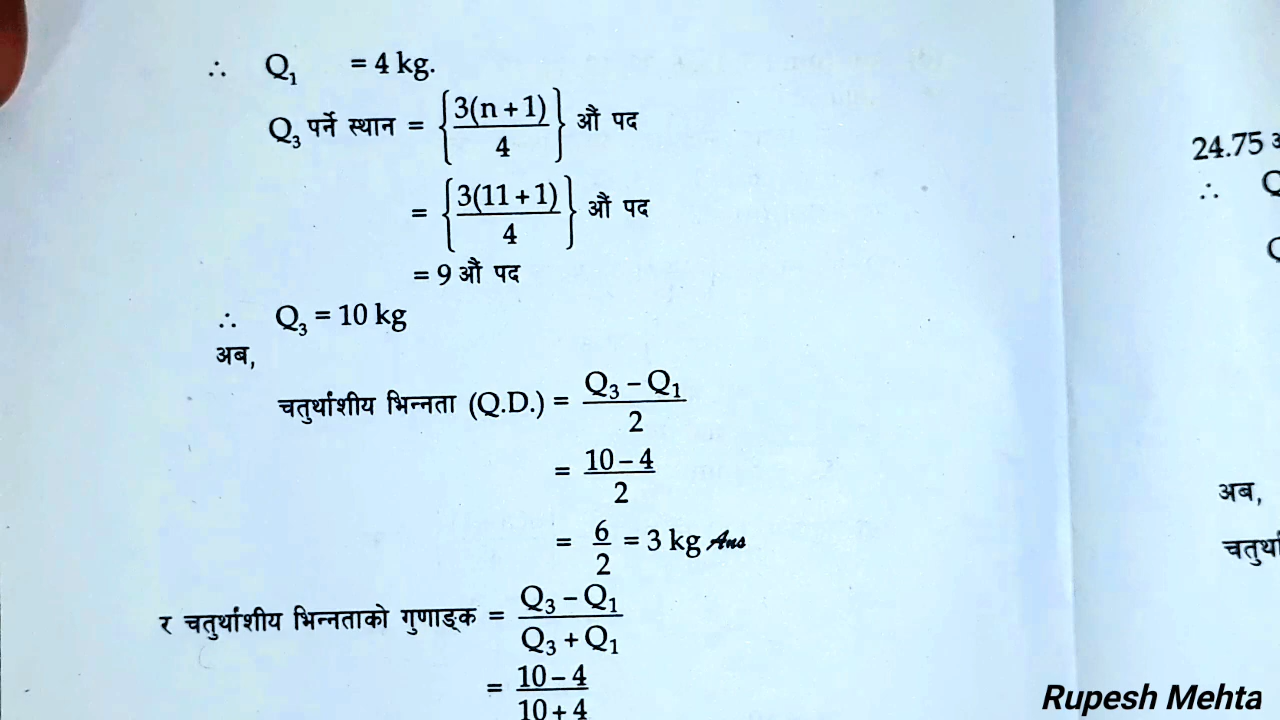 ∴ Q₁ = 4 kg.
Q₃ पर्ने स्थान = {3(n + 1)/4} औं पद
= {3(11 + 1)/4} औं पद
= 9 औं पद
∴ Q₃ = 10 kg
अब,
चतुर्थांशीय भिन्नता (Q.D.) = (Q₃ – Q₁)/2
= (10 – 4)/2
= 6/2 = 3 kg Ans
र चतुर्थांशीय भिन्नताको गुणाङ्क = (Q₃ – Q₁)/(Q₃ + Q₁)
= (10 – 4)/(10 + 4)
24.75
∴
अब,
Rupesh Mehta